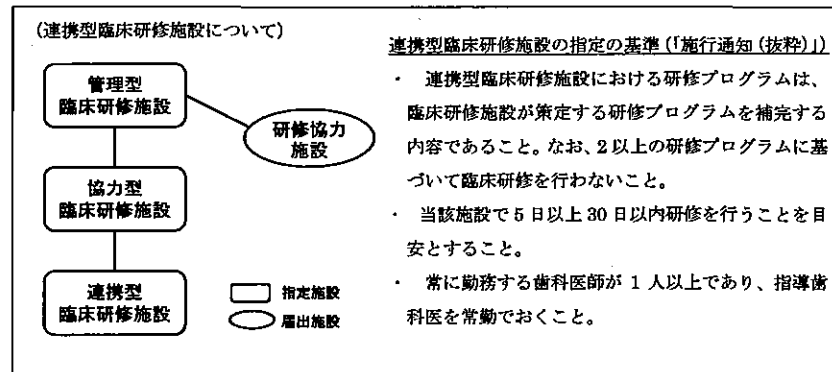 (連携型臨床研修施設について)
管理型
臨床研修施設
研修協力
施設
協力型
臨床研修施設
連携型
臨床研修施設
指定施設
届出施設
連携型臨床研修施設の指定の基準(「施行通知(抜粋)」)
・ 連携型臨床研修施設における研修プログラムは、
臨床研修施設が策定する研修プログラムを補完する
内容であること。なお、2以上の研修プログラムに基
づいて臨床研修を行わないこと。
・ 当該施設で5日以上30日以内研修を行うことを目
安とすること。
・ 常に勤務する歯科医師が1人以上であり、指導歯
科医を常勤でおくこと。